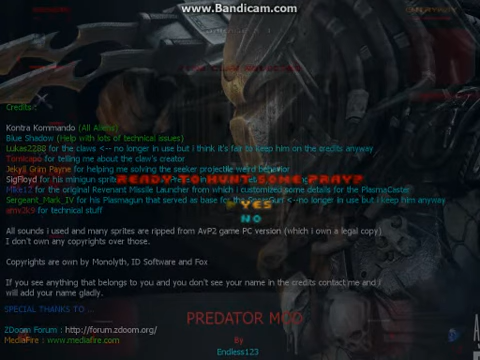 www.Bandicam.com
Credits :
Kontra Kommando (All Aliens)
Blue Shadow (Help with lots of technical issues)
Lukas2288 for the claws <-- no longer in use but I think it's fair to keep him on the credits anyway
for telling me about the claw's creator
Jekyll Grim Payne for helping me solving the seeker projectile weird behavior
SigFloyd for his minigun
READY TO HUNT SOME PRAY?
for the original Revenant Missile Launcher from which i customized some details for the PlasmaCaster
Sergeant_Mark_IV for his Plasmagun that served as base for the <--no longer in use but I keep him anyway
YES
for technical stuff
NO
All sounds i used and many sprites are ripped from AvP2 game PC version (which i own a legal copy)
I don't own any copyrights over those.
Copyrights are own by Monolyth, ID Software and Fox
If you see anything that belongs to you and you don't see your name in the credits contact me and I
will add your name gladly.
SPECIAL THANKS TO ..
PREDATOR MOD
ZDoom Forum : http://forum.zdoom.org/
By
MediaFire : www.mediafire.com
Endless123